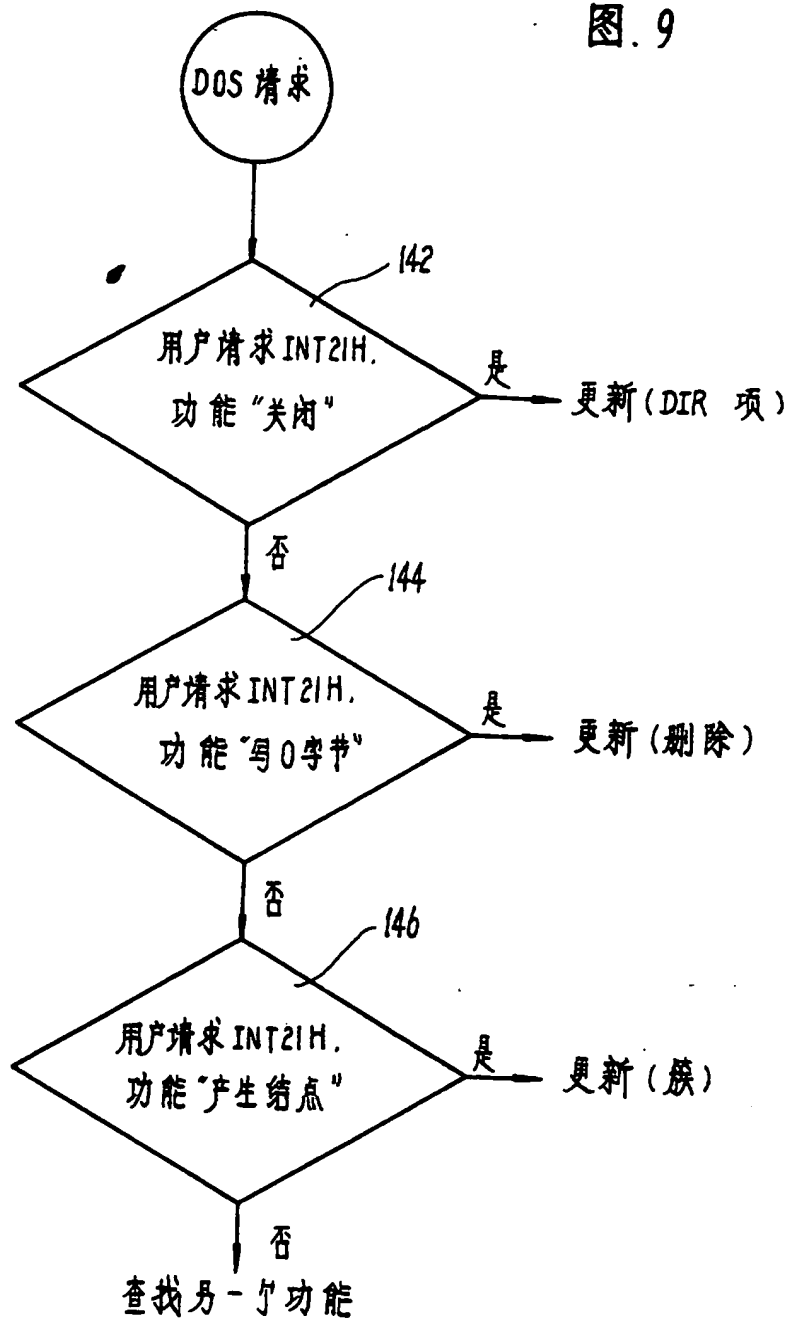 图.9
DOS 请求
142
用户请求INT21H.
功能“关闭”
是
更新(DIR 项)
否
144
用户请求INT21H.
功能“写0字节”
是
更新(删除)
否
146
用户请求INT21H.
功能“产生结点”
是
更新(簇)
否
查找另一个功能